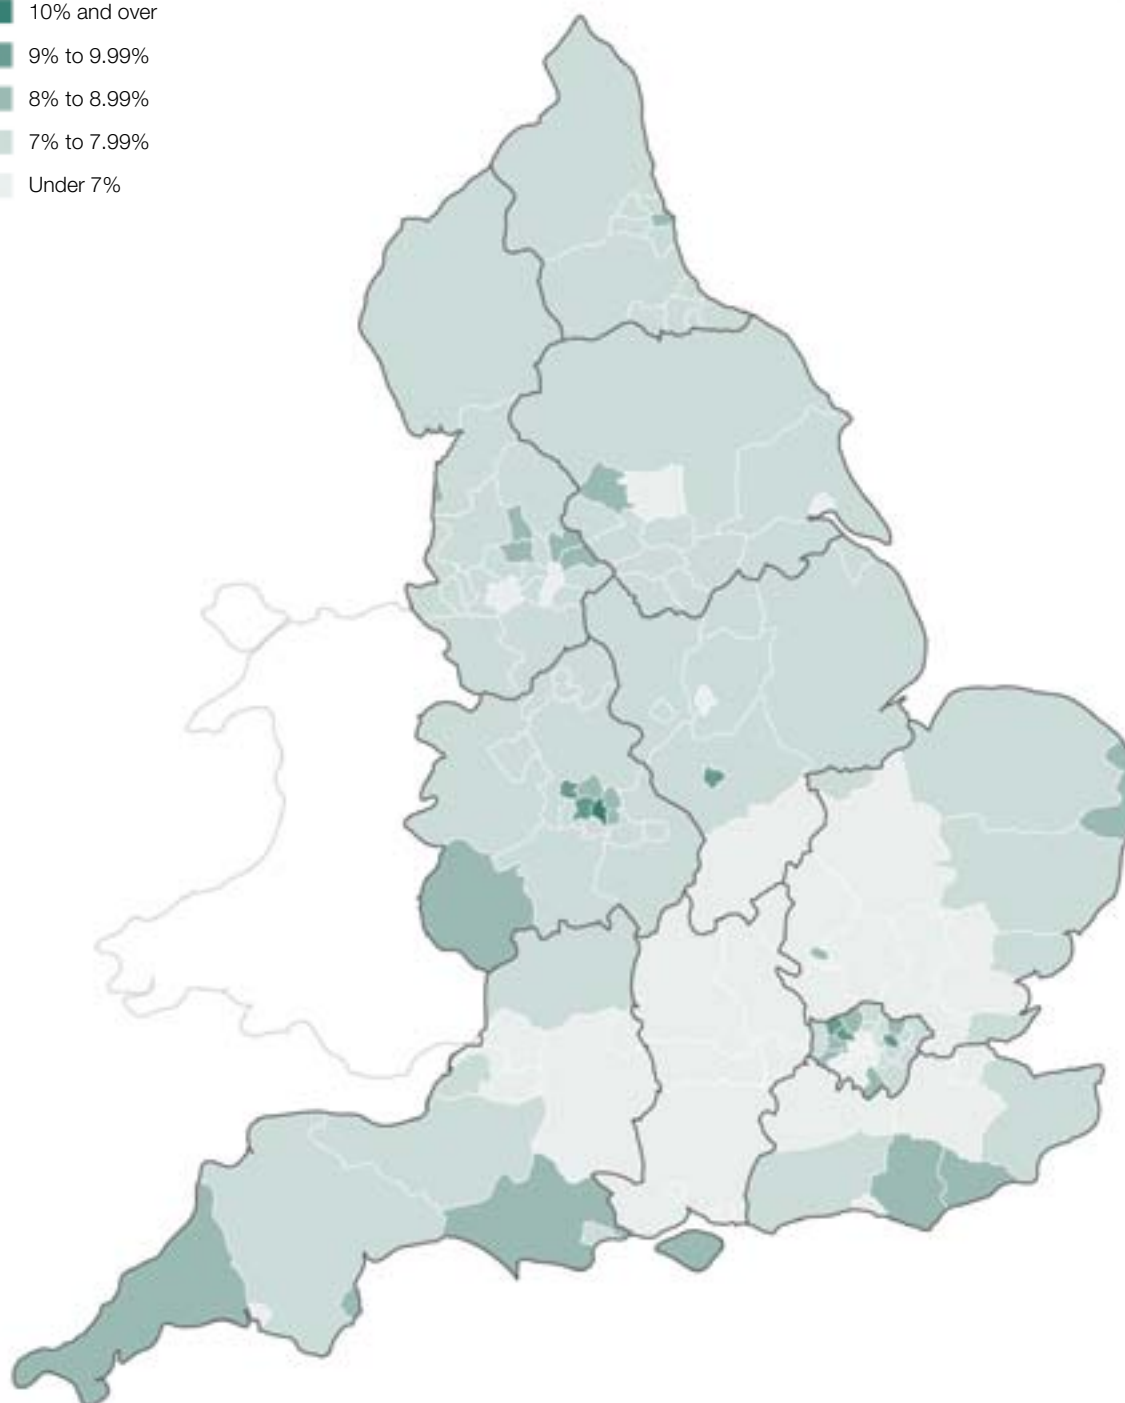 10% and over
9% to 9.99%
8% to 8.99%
7% to 7.99%
Under 7%